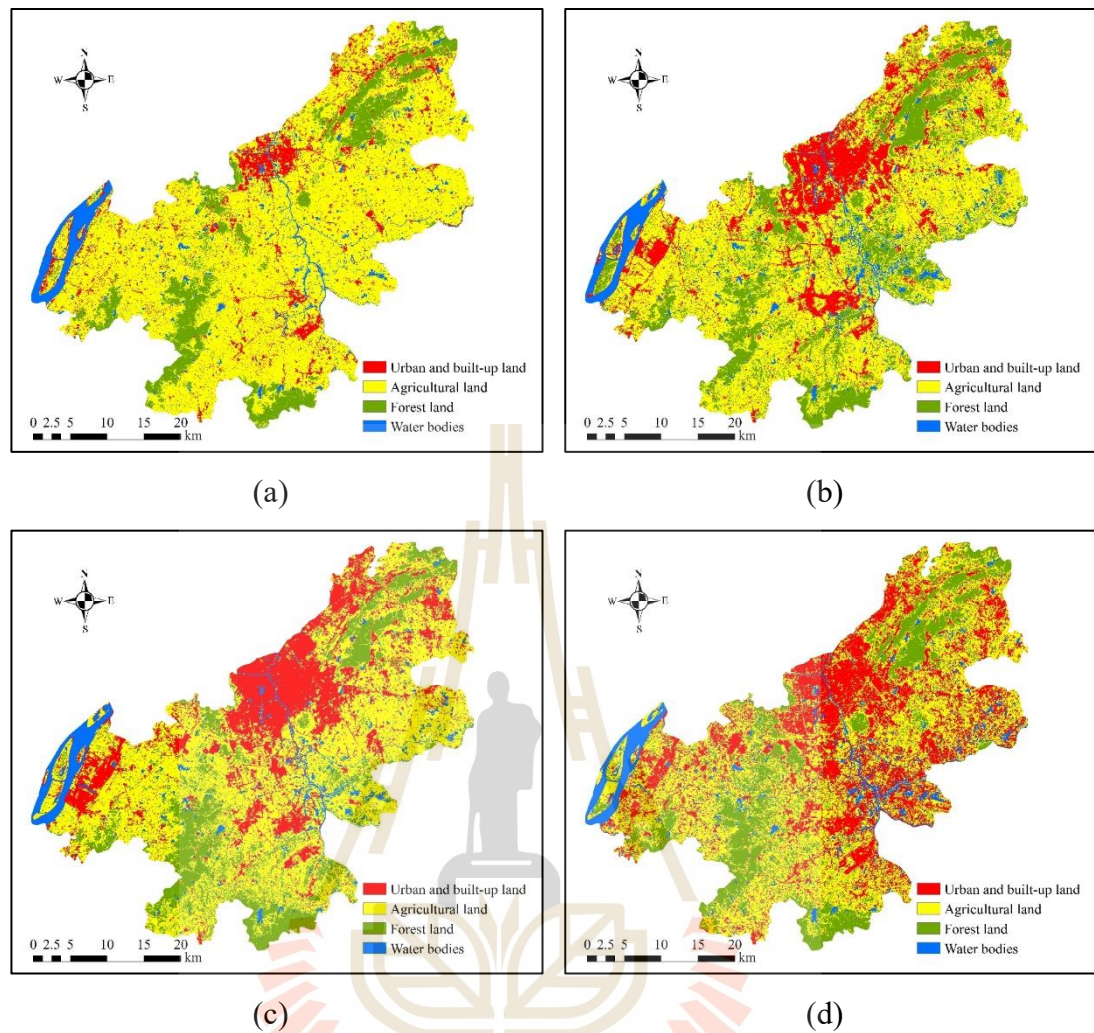 N
W E
S
Urban and built-up land
Agricultural land
Forest land
Water bodies
0 2.5 5 10 15 20
km
(a)
N
W E
S
Urban and built-up land
Agricultural land
Forest land
Water bodies
0 2.5 5 10 15 20
km
(b)
N
W E
S
Urban and built-up land
Agricultural land
Forest land
Water bodies
0 2.5 5 10 15 20
km
(c)
N
W E
S
Urban and built-up land
Agricultural land
Forest land
Water bodies
0 2.5 5 10 15 20
km
(d)